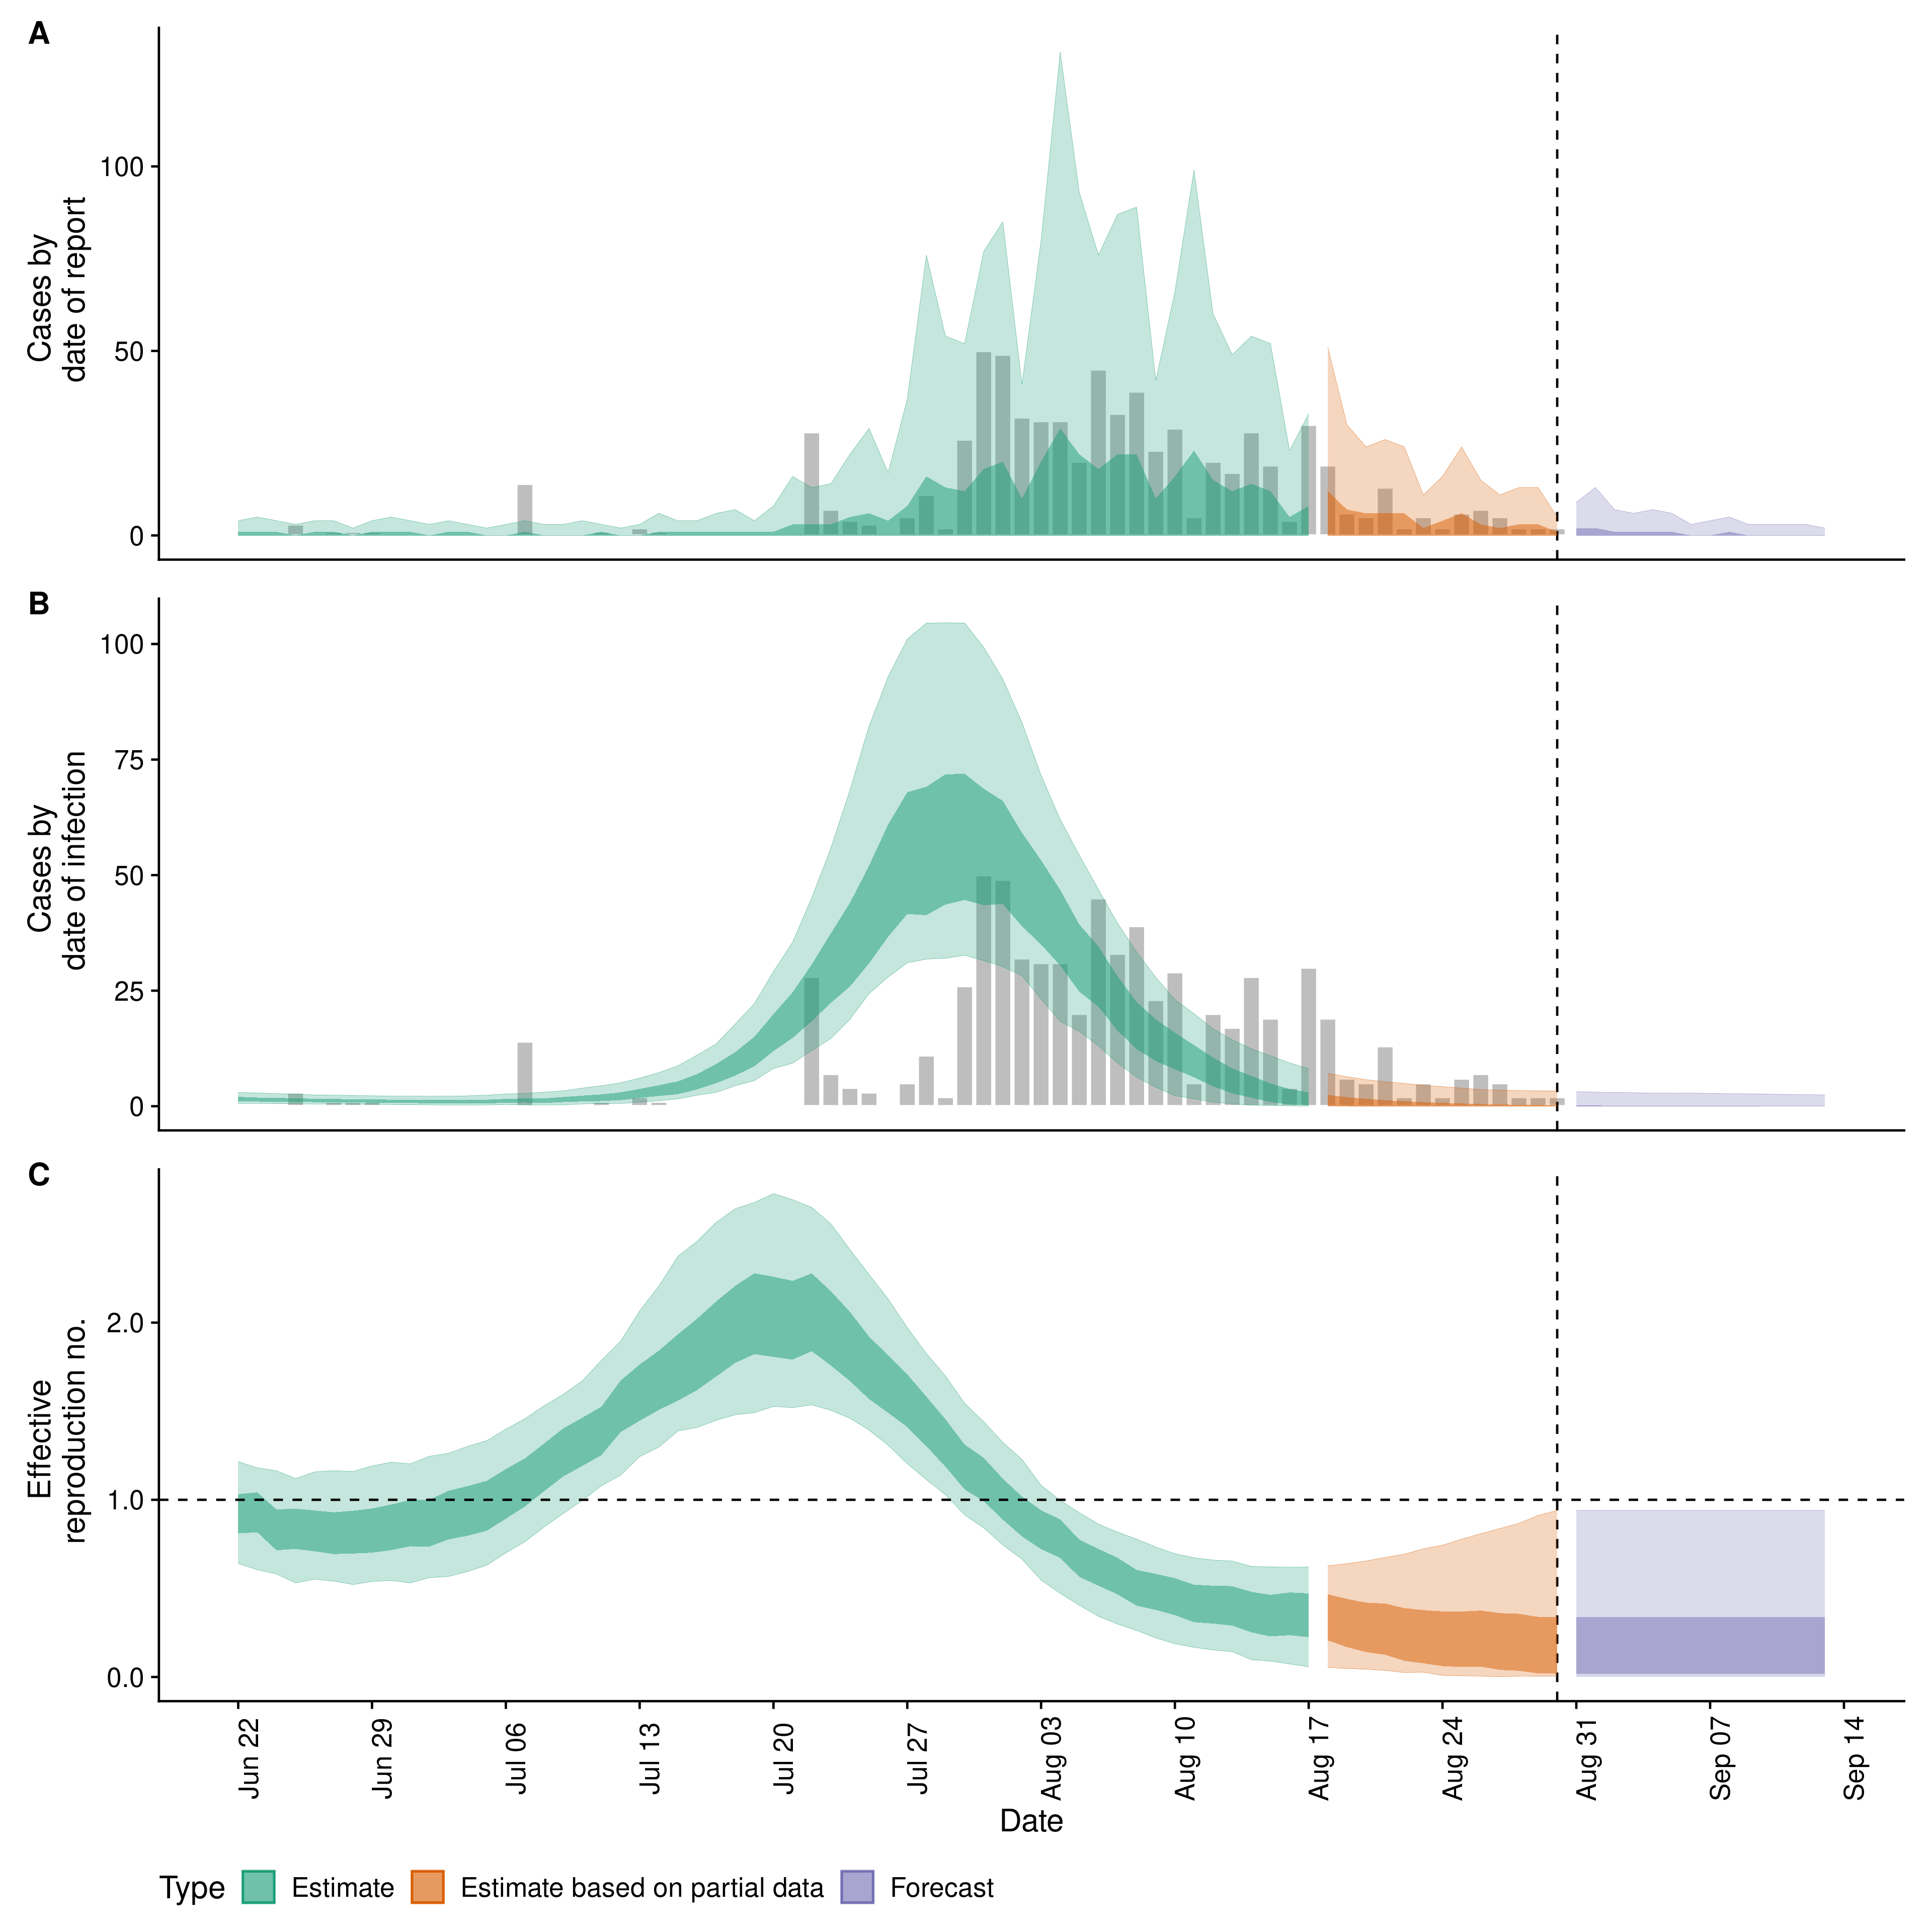 A
Cases by
date of report
100
50
0
B
Cases by
date of infection
100
75
50
25
0
C
Effective
reproduction no.
2.0
1.0
0.0
Jun 22
Jun 29
Jul 06
Jul 13
Jul 20
Jul 27
Aug 03
Aug 10
Aug 17
Aug 24
Aug 31
Sep 07
Sep 14
Date
Type Estimate Estimate based on partial data Forecast